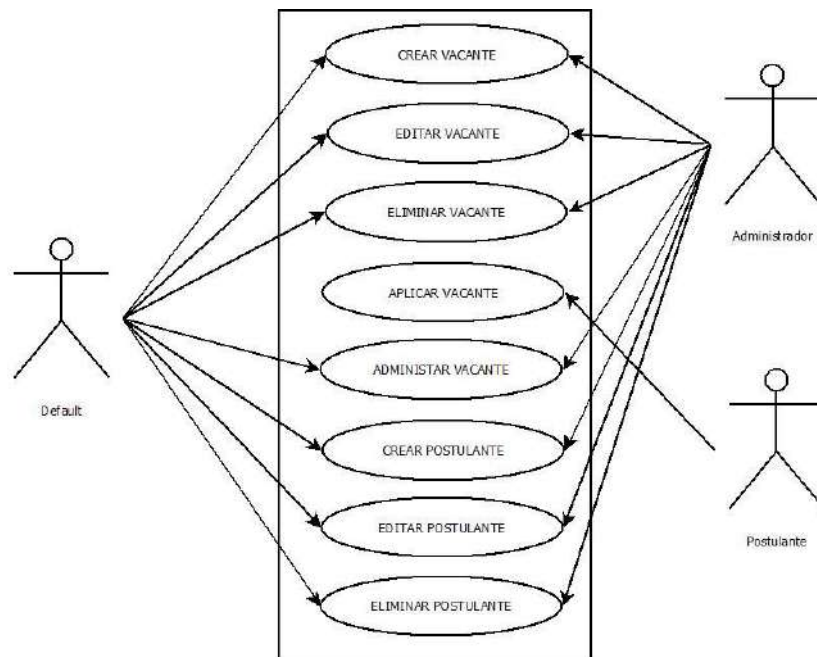 CREAR VACANTE
EDITAR VACANTE
ELIMINAR VACANTE
Administrador
Default
APLICAR VACANTE
ADMINISTAR VACANTE
CREAR POSTULANTE
EDITAR POSTULANTE
Postulante
ELIMINAR POSTULANTE